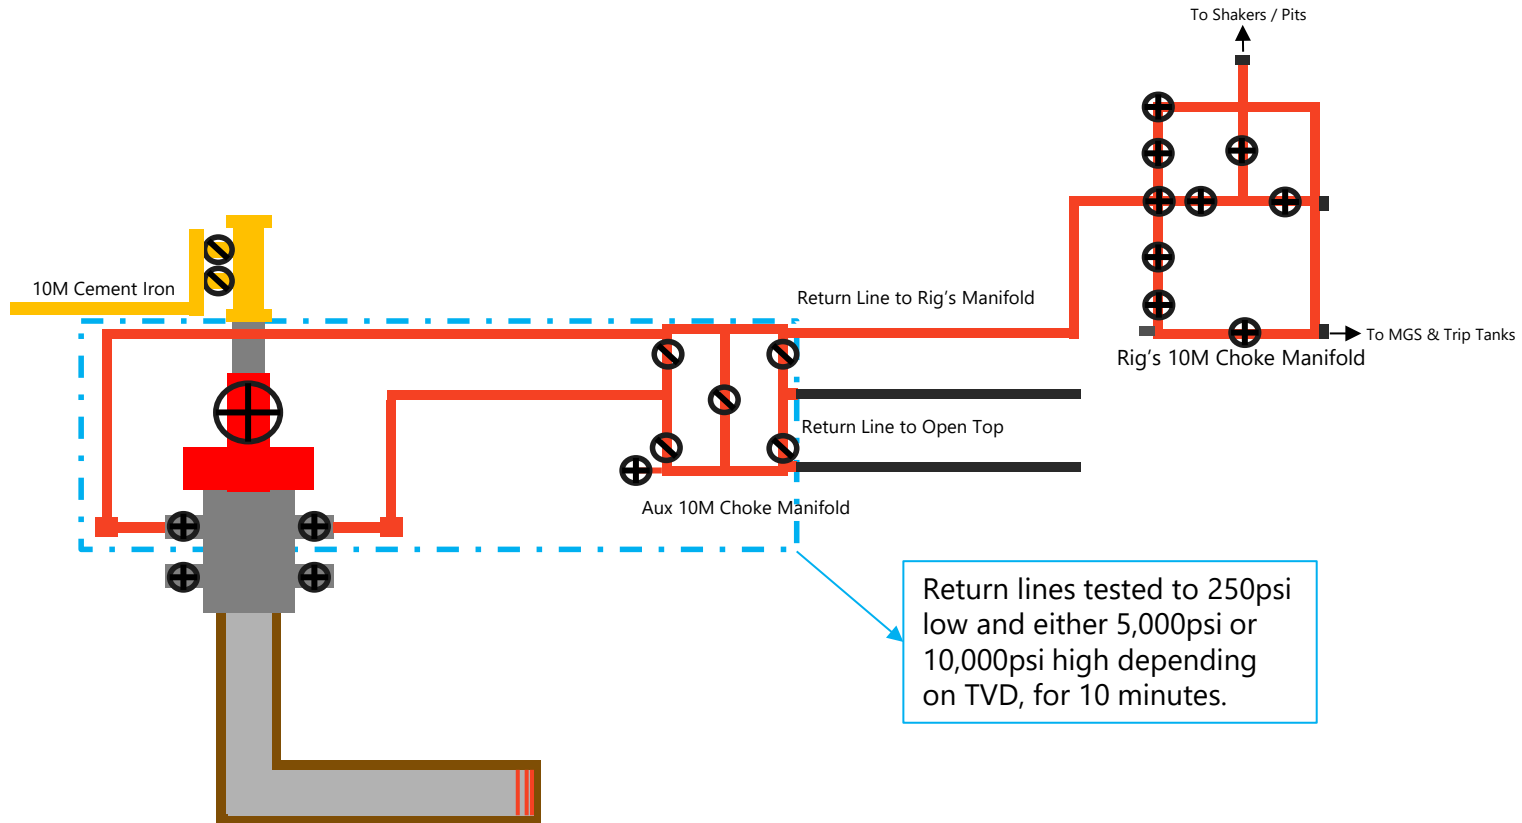 To Shakers / Pits
10M Cement Iron
Return Line to Rig's Manifold
To MGS & Trip Tanks
Rig's 10M Choke Manifold
Return Line to Open Top
Aux 10M Choke Manifold
Return lines tested to 250psi
low and either 5,000psi or
10,000psi high depending
on TVD, for 10 minutes.